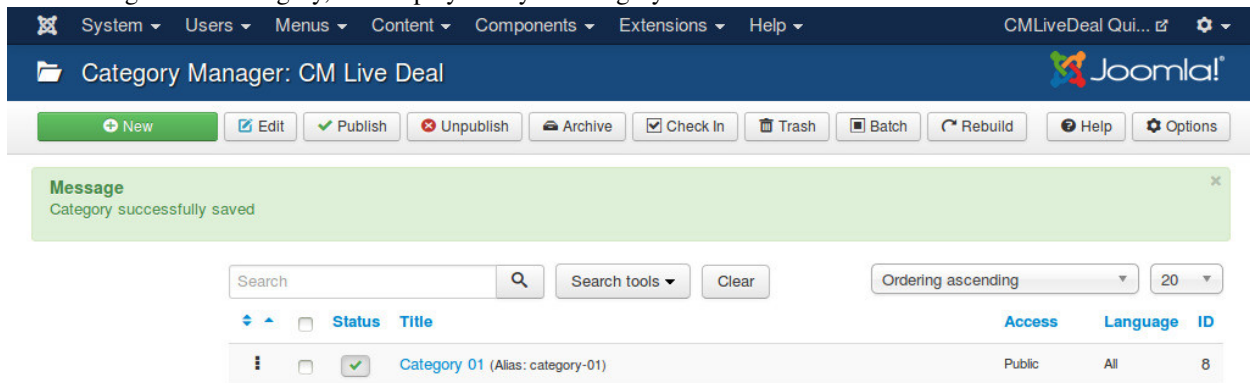 System Users Menus Content Components Extensions Help CMLiveDeal Qui...
Category Manager: CM Live Deal Joomla!
New Edit Publish Unpublish Archive Check In Trash Batch Rebuild Help Options
Message ×
Category successfully saved
Search Search tools Clear Ordering ascending 20
Status Title Access Language ID
Category 01 (Alias: category-01) Public All 8